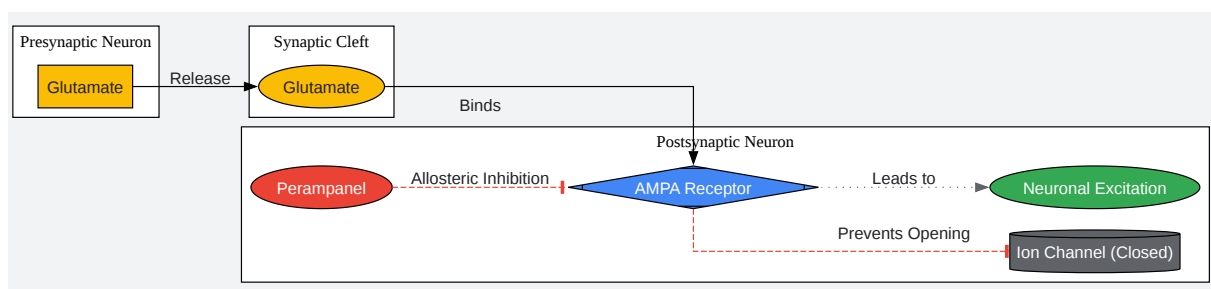 Presynaptic Neuron
Glutamate
Release
Synaptic Cleft
Glutamate
Binds
Postsynaptic Neuron
Perampanel
Allosteric Inhibition
AMPA Receptor
Leads to
Neuronal Excitation
Prevents Opening
Ion Channel (Closed)